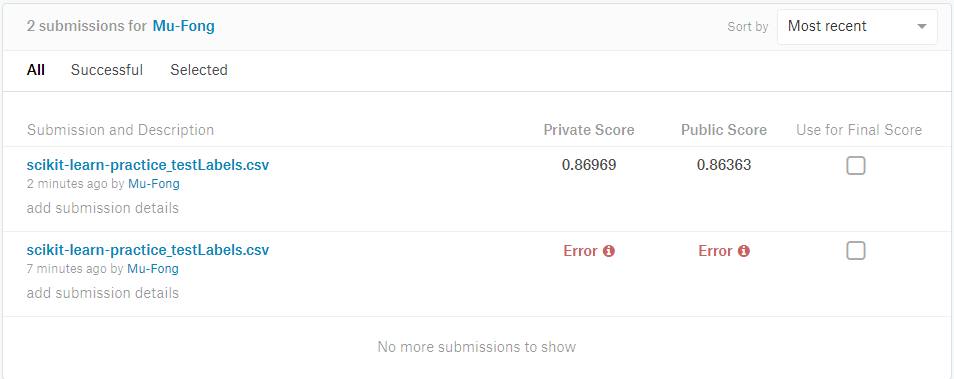 2 submissions for Mu-Fong
Sort by Most recent
All Successful Selected
Submission and Description Private Score Public Score Use for Final Score
scikit-learn-practice_testLabels.csv 0.86969 0.86363
2 minutes ago by Mu-Fong
add submission details
scikit-learn-practice_testLabels.csv Error Error
7 minutes ago by Mu-Fong
add submission details
No more submissions to show